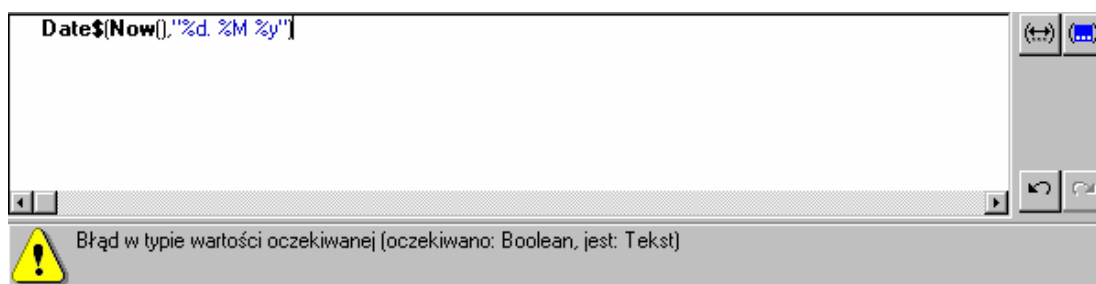 Date$(Now(),"%d. %M %y")
Błąd w typie wartości oczekiwanej (oczekiwano: Boolean, jest: Tekst)